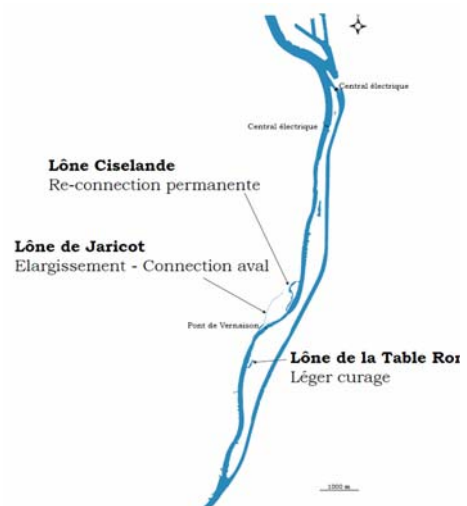 Central électrique
Central électrique
Lône Ciselande
Re-connection permanente
Lône de Jaricot
Elargissement - Connection aval
Pont de Vernaison
Lône de la Table Ron
Léger curage
1000 m